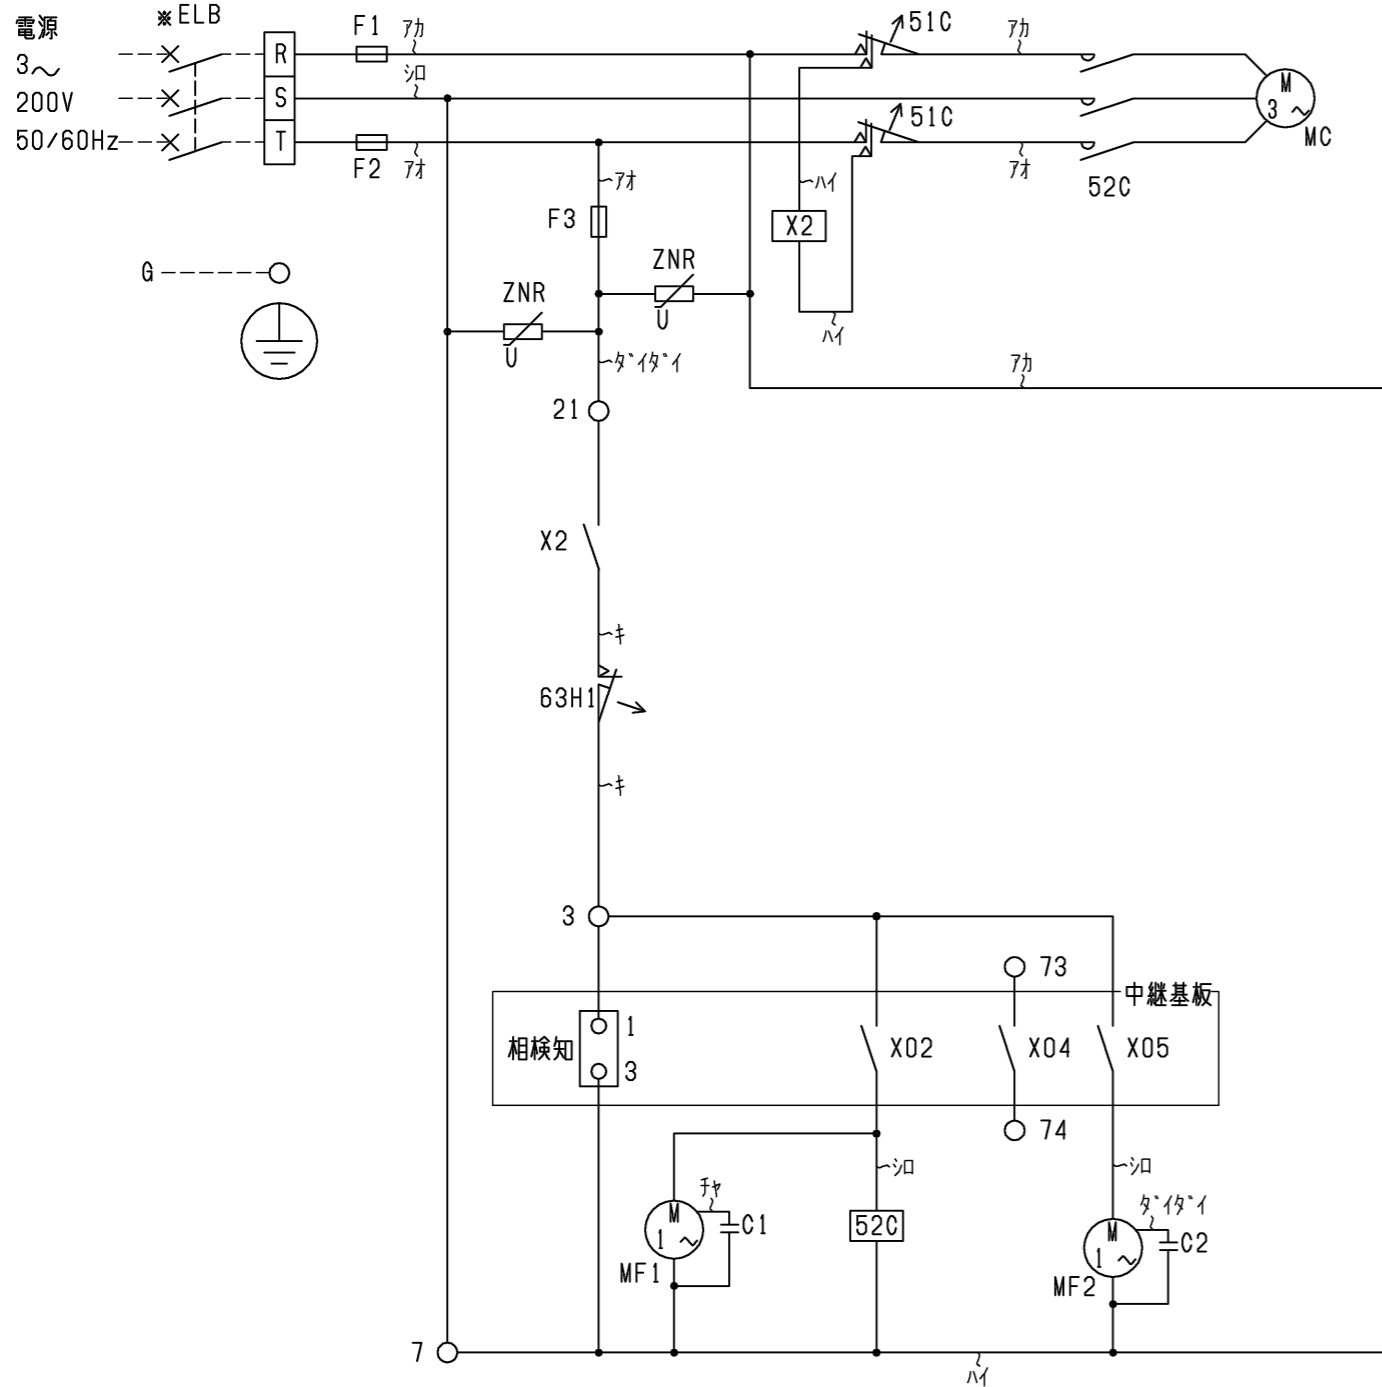 電源
※ELB
3～
200V
50/60Hz
R
S
T
F1
アカ
シロ
F2
アオ
51C
アカ
M
3～
MC
51C
アオ
52C
アオ
F3
ハイ
X2
ZNR
U
ZNR
U
ハイ
G
ダイダイ
アカ
21
X2
キ
63H1
キ
3
73
中継基板
相検知
1
3
X02
X04
X05
74
シロ
シロ
チャ
M
1～
C1
MF1
52C
ダイダイ
M
1～
C2
MF2
7
ハイ